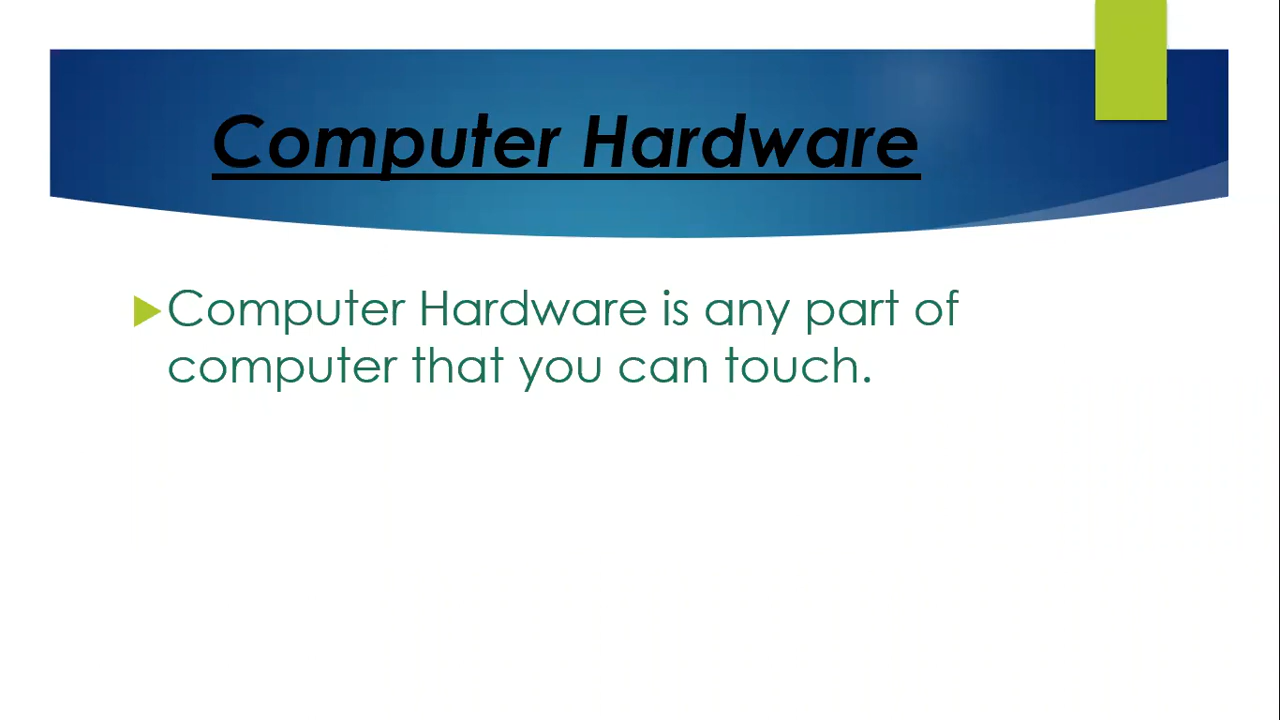 Computer Hardware
Computer Hardware is any part of
computer that you can touch.